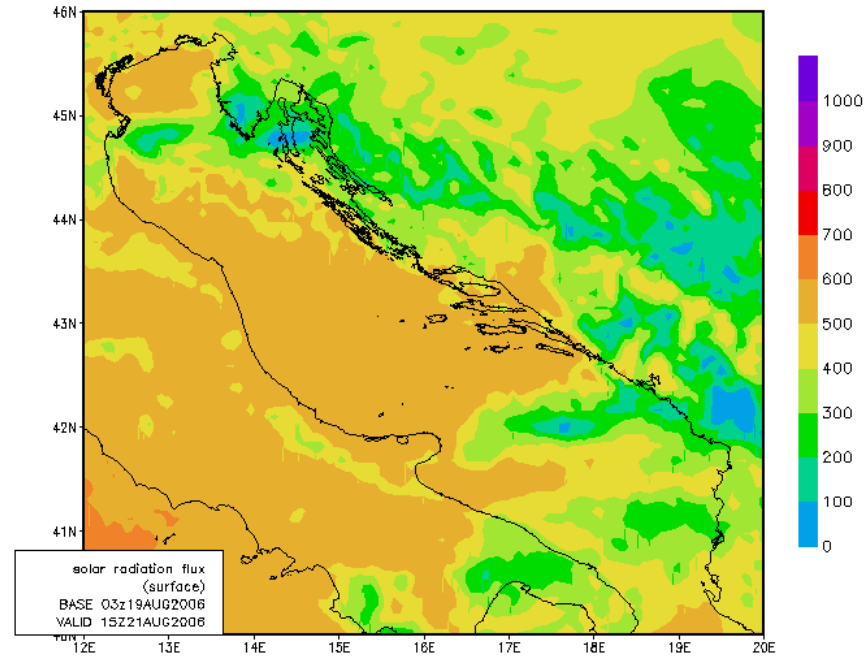 46N
45N
44N
43N
42N
41N
12E
13E
14E
15E
16E
17E
18E
19E
20E
1000
900
800
700
600
500
400
300
200
100
0
solar radiation flux
(surface)
BASE 03z19AUG2006
VALID 15Z21AUG2006